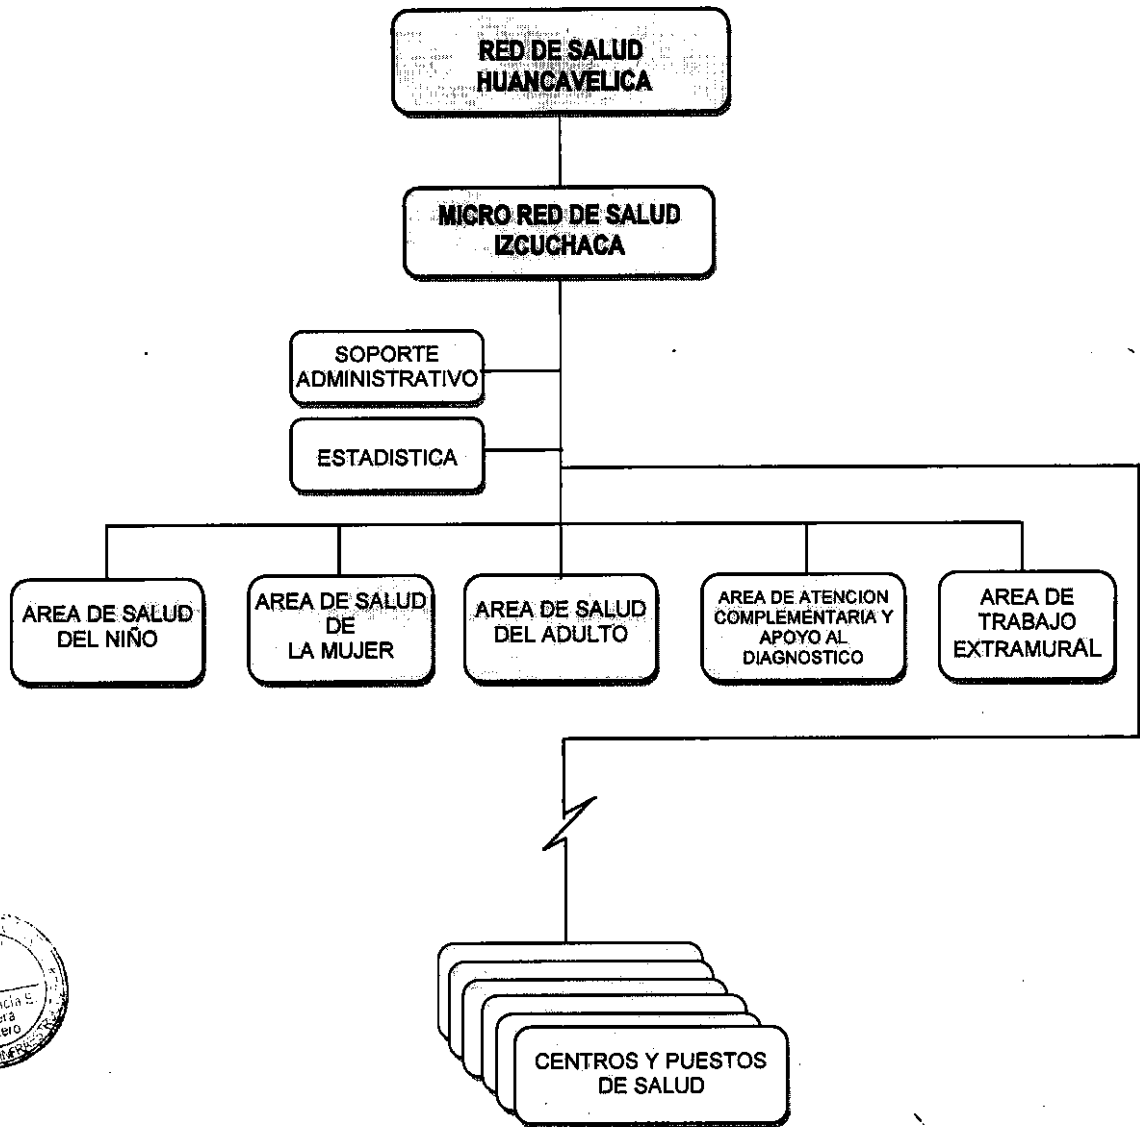 RED DE SALUD
HUANCAVELICA
MICRO RED DE SALUD
IZCUCHACA
SOPORTE
ADMINISTRATIVO
ESTADISTICA
AREA DE SALUD
DEL NIÑO
AREA DE SALUD
DE
LA MUJER
AREA DE SALUD
DEL ADULTO
AREA DE ATENCION
COMPLEMENTARIA Y
APOYO AL
DIAGNOSTICO
AREA DE
TRABAJO
EXTRAMURAL
CENTROS Y PUESTOS
DE SALUD